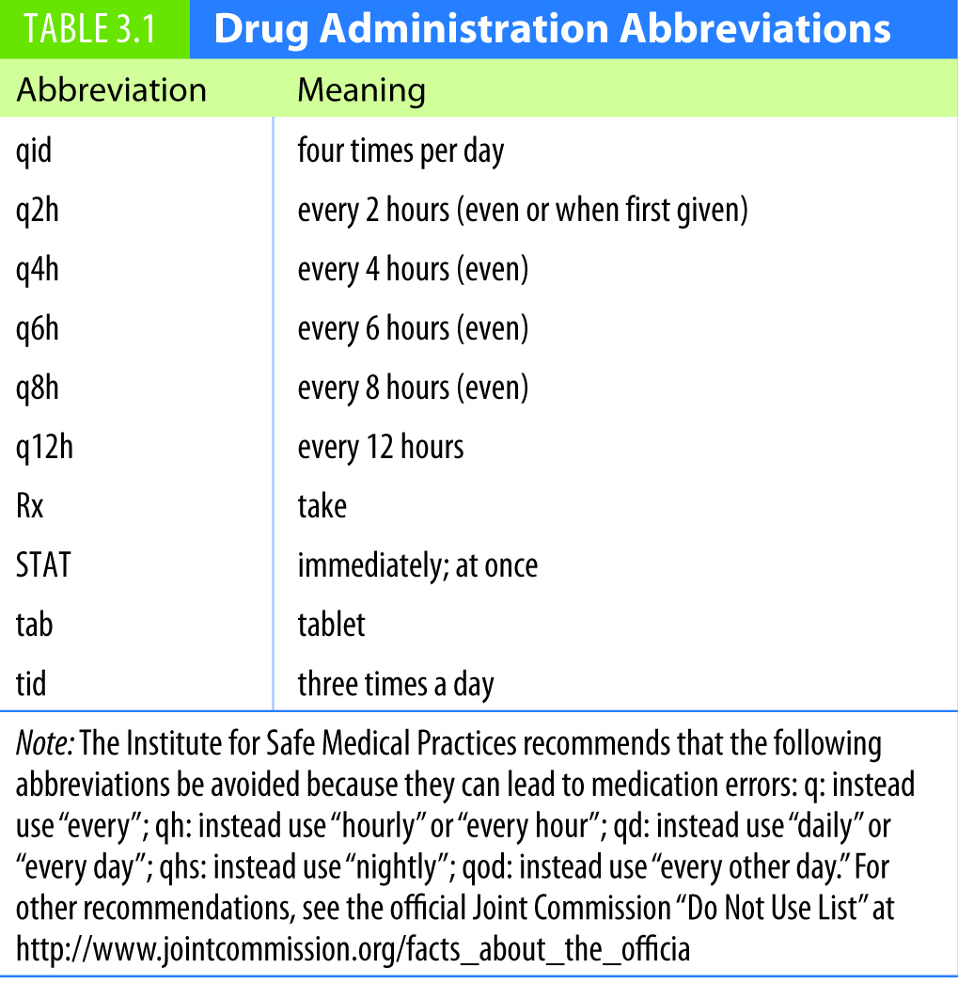 TABLE 3.1 Drug Administration Abbreviations
Abbreviation Meaning
qid four times per day
q2h every 2 hours (even or when first given)
q4h every 4 hours (even)
q6h every 6 hours (even)
q8h every 8 hours (even)
q12h every 12 hours
Rx take
STAT immediately; at once
tab tablet
tid three times a day
Note: The Institute for Safe Medical Practices recommends that the following
abbreviations be avoided because they can lead to medication errors: q: instead
use “every”; qh: instead use “hourly” or “every hour”; qd: instead use “daily” or
“every day”; qhs: instead use “nightly”; qod: instead use “every other day.” For
other recommendations, see the official Joint Commission “Do Not Use List” at
http://www.jointcommission.org/facts_about_the_officia